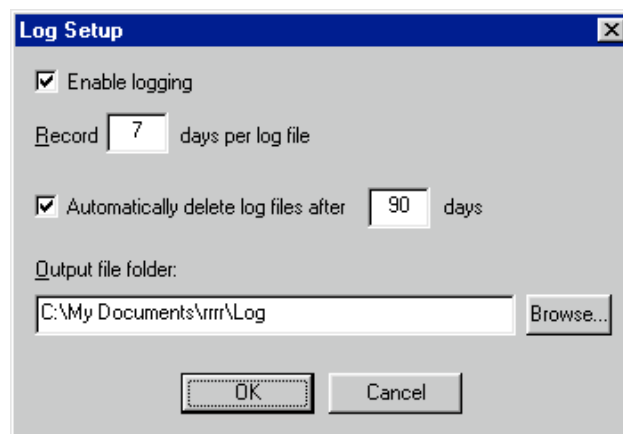 Log Setup
Enable logging
Record 7 days per log file
Automatically delete log files after 90 days
Output file folder:
C:\My Documents\rrrr\Log Browse...
OK Cancel